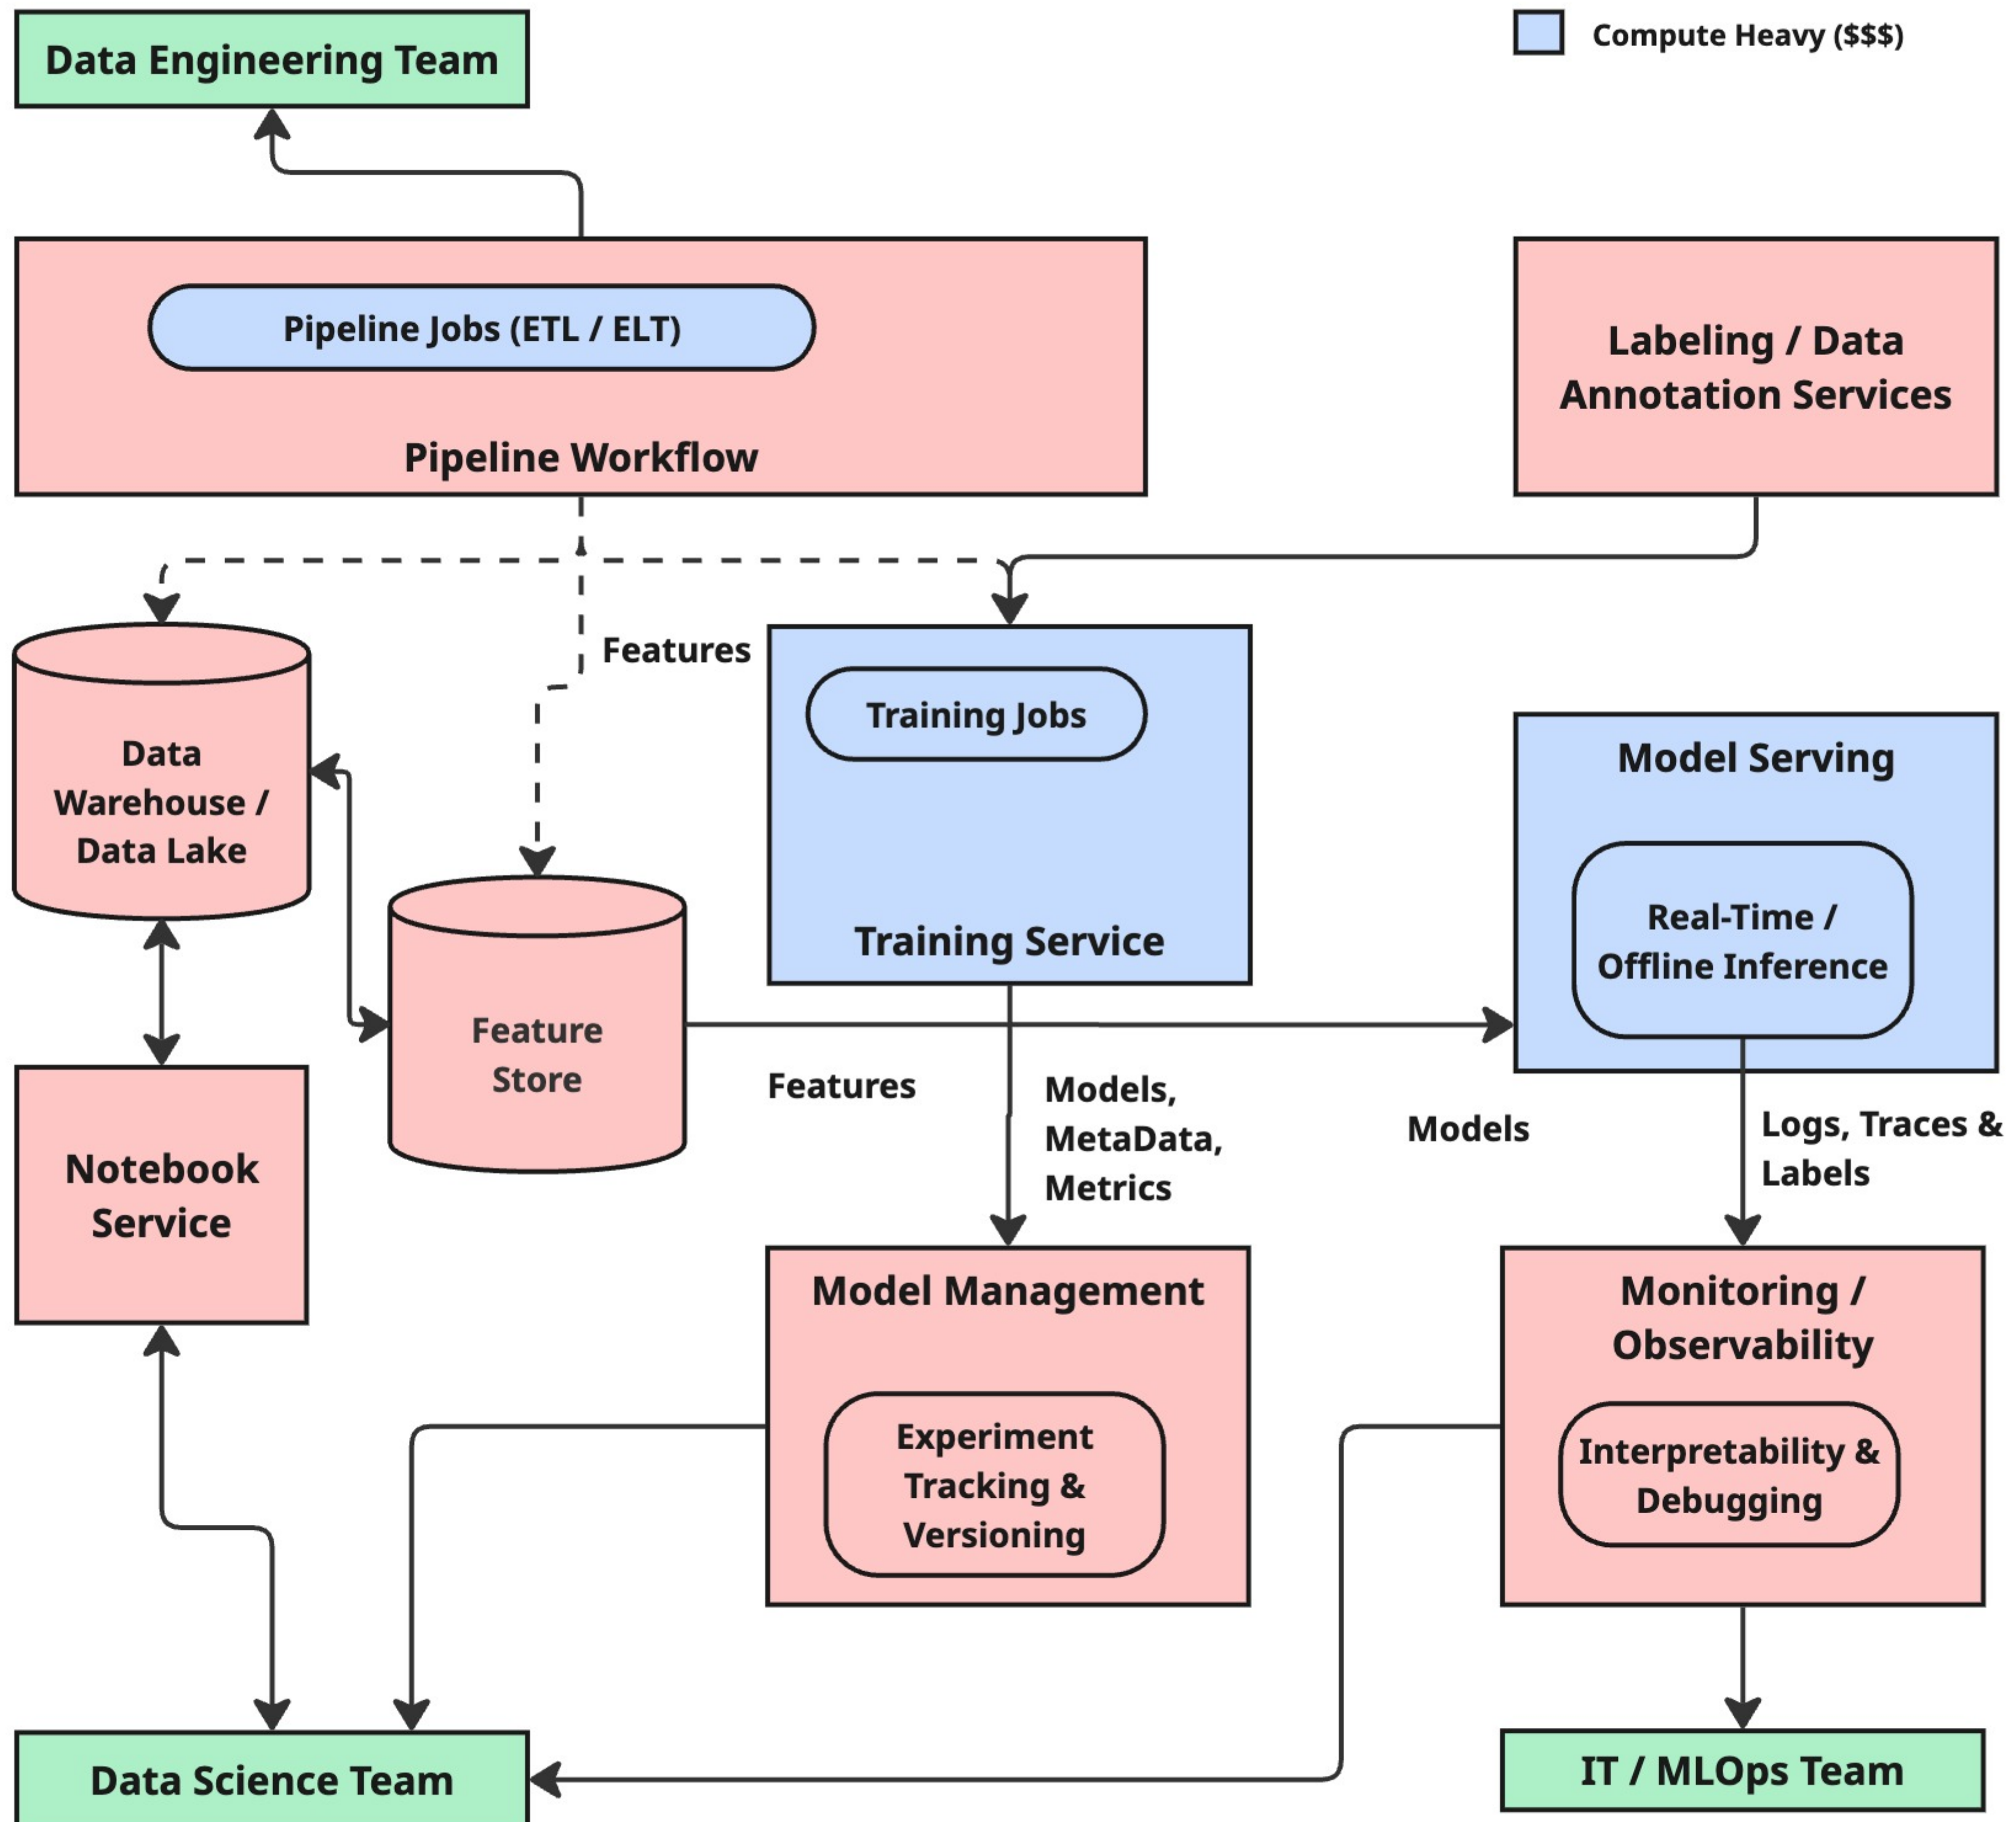 Data Engineering Team
Compute Heavy ($$$)
Pipeline Jobs (ETL / ELT)
Pipeline Workflow
Labeling / Data
Annotation Services
Features
Data
Warehouse /
Data Lake
Training Jobs
Training Service
Model Serving
Real-Time /
Offline Inference
Feature
Store
Features
Models,
MetaData,
Metrics
Models
Logs, Traces &
Labels
Notebook
Service
Model Management
Experiment
Tracking &
Versioning
Monitoring /
Observability
Interpretability &
Debugging
Data Science Team
IT / MLOps Team